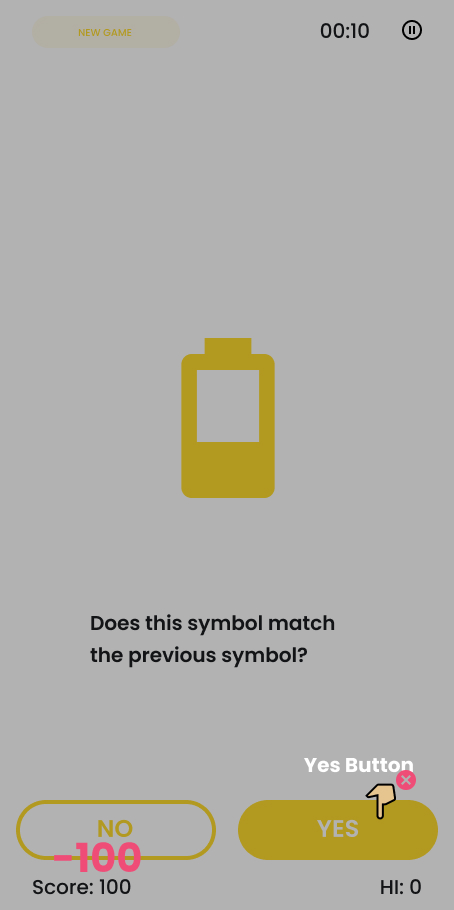 NEW GAME
00:10
Does this symbol match
the previous symbol?
Yes Button
NO
YES
-100
Score: 100
HI: 0